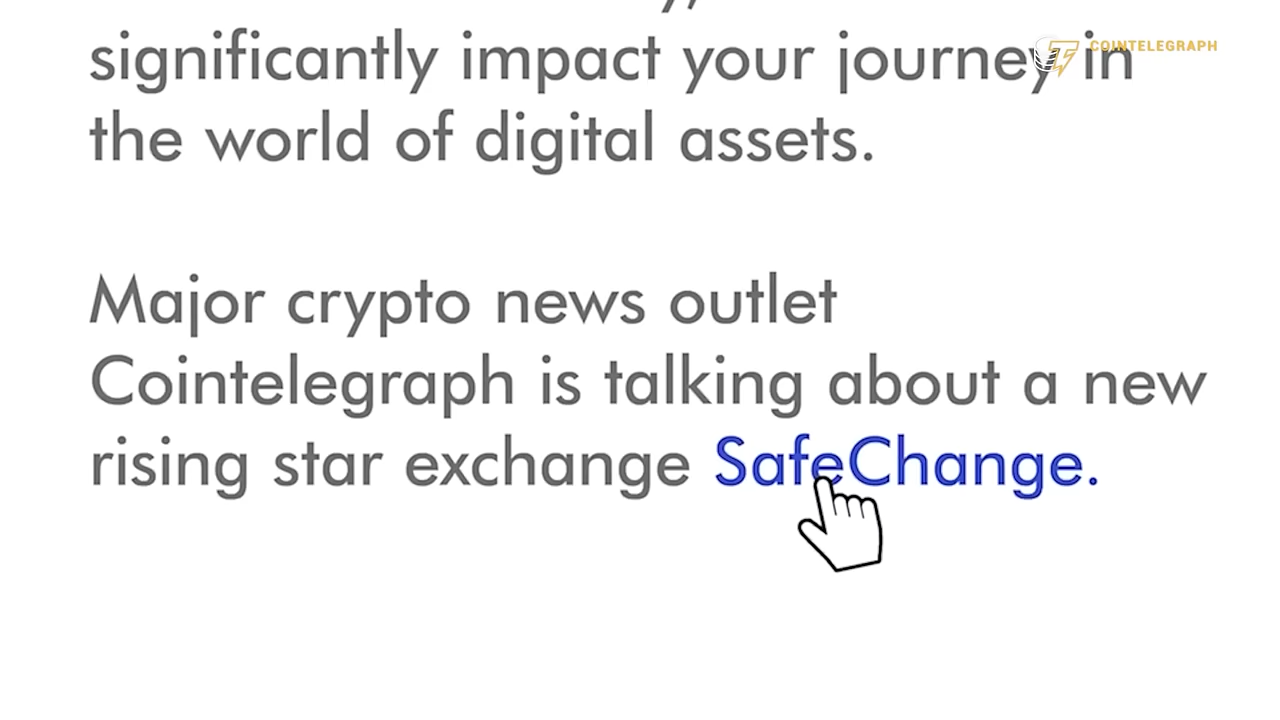 significantly impact your journey in
COINTELEGRAPH
the world of digital assets.
Major crypto news outlet
Cointelegraph is talking about a new
rising star exchange SafeChange.